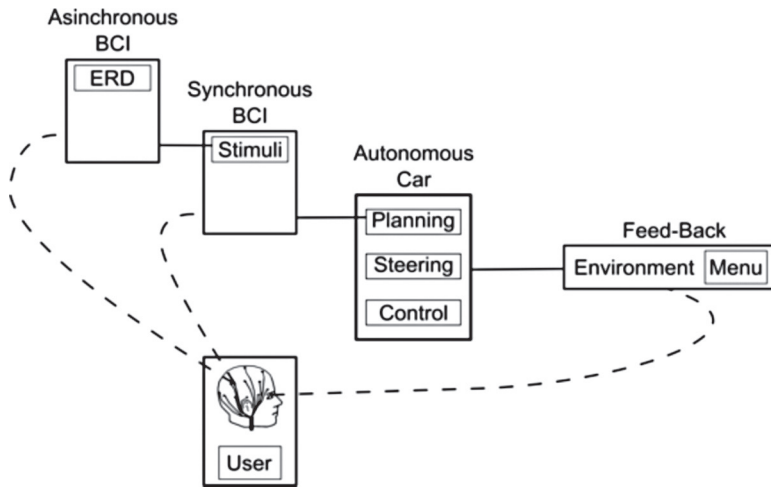 Asinchronous
BCI
ERD
Synchronous
BCI
Stimuli
Autonomous
Car
Planning
Steering
Control
Feed-Back
Environment Menu
User